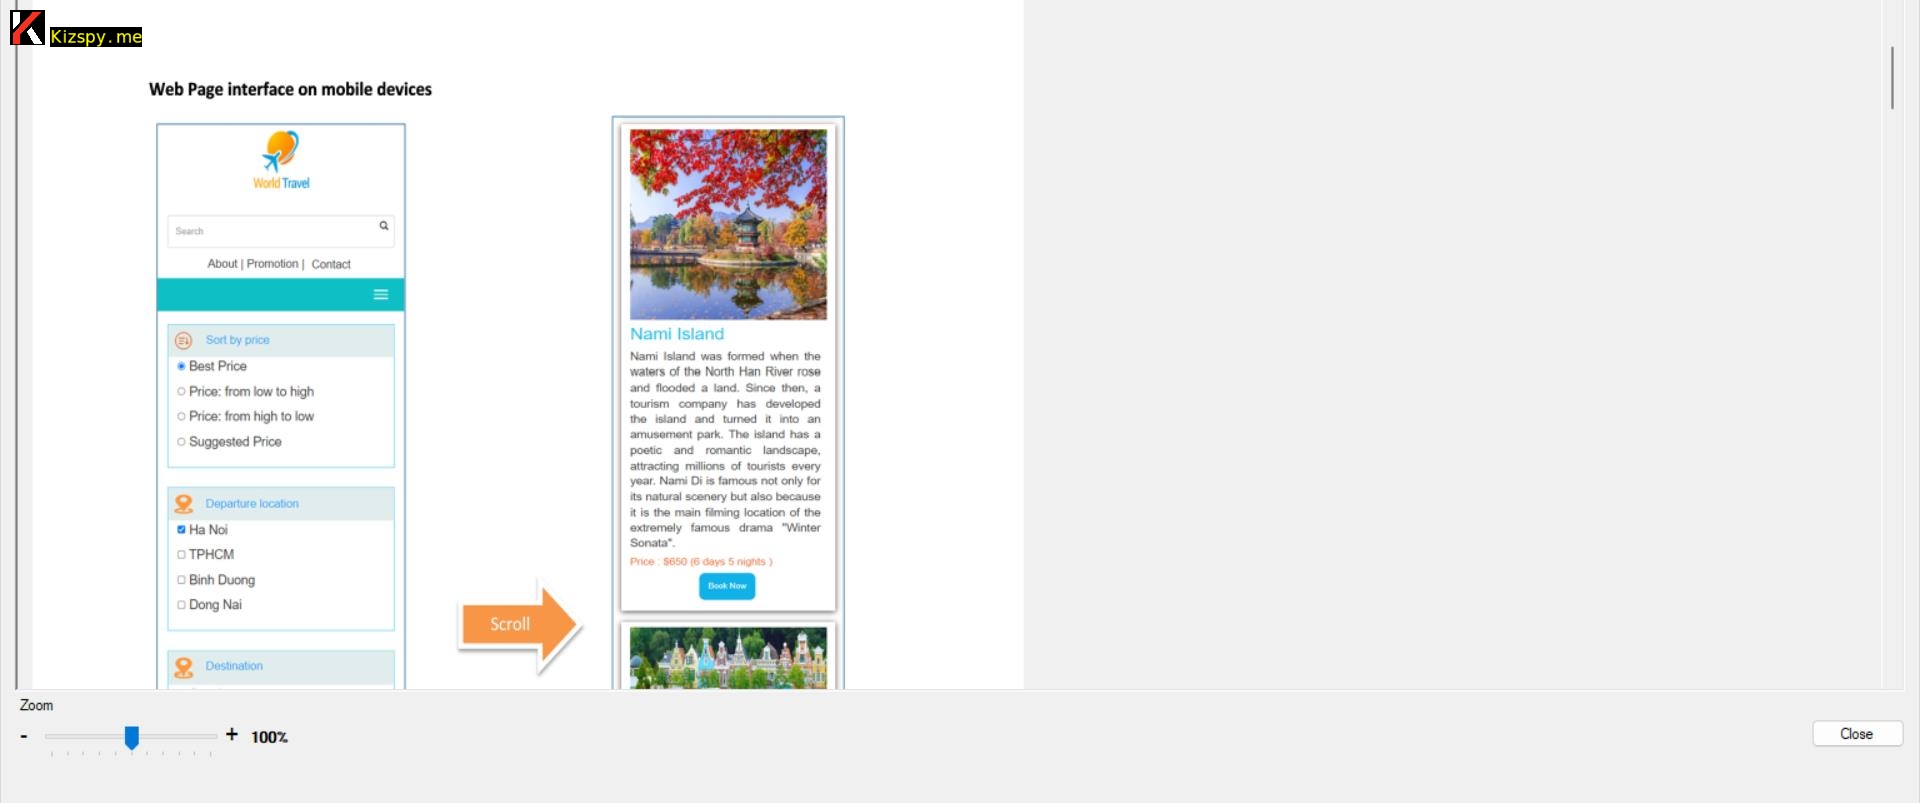 Kizspy.me
Web Page interface on mobile devices
World Travel
Search
About | Promotion | Contact
Sort by price
Best Price
Price: from low to high
Price: from high to low
Suggested Price
Departure location
Ha Noi
TPHCM
Binh Duong
Dong Nai
Destination
Scroll
Nami Island
Nami Island was formed when the
waters of the North Han River rose
and flooded a land. Since then, a
tourism company has developed
the island and turned it into an
amusement park. The island has a
poetic and romantic landscape,
attracting millions of tourists every
year. Nami Di is famous not only for
its natural scenery but also because
it is the main filming location of the
extremely famous drama "Winter
Sonata".
Price : $650 (6 days 5 nights )
Book Now
Zoom
- + 100%
Close